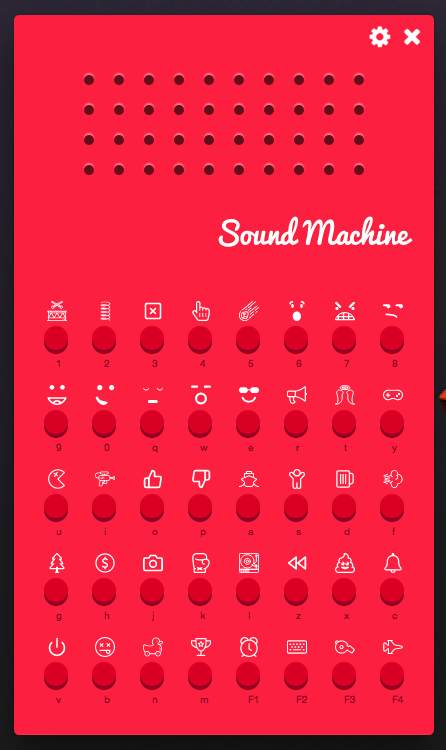 Sound Machine
1 2 3 4 5 6 7 8
9 0 q w e r t y
u i o p a s d f
g h j k l z x c
v b n m F1 F2 F3 F4